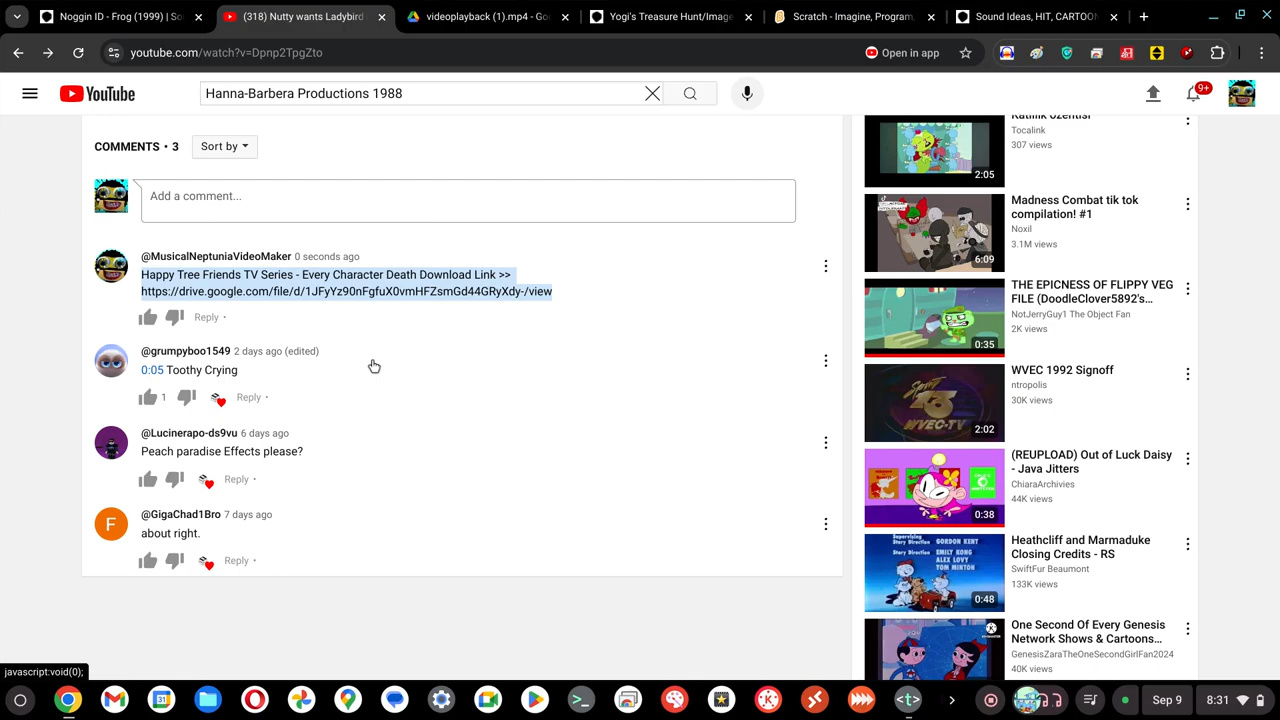 Noggin ID - Frog (1999) | So
(318) Nutty wants Ladybird
videoplayback (1).mp4 - Go
Yogi's Treasure Hunt/Image
Scratch - Imagine, Program,
Sound Ideas, HIT, CARTOON
youtube.com/watch?v=Dpnp2TpgZto
Open in app
YouTube
Hanna-Barbera Productions 1988
9+
COMMENTS • 3
Sort by
Add a comment...
@MusicalNeptuniaVideoMaker 0 seconds ago
Happy Tree Friends TV Series - Every Character Death Download Link >>
https://drive.google.com/file/d/1JFyYz90nFgfuX0vmHFZsmGd44GRyXdy-/view
Reply •
@grumpyboo1549 2 days ago (edited)
0:05 Toothy Crying
1
Reply •
@Lucinerapo-ds9vu 6 days ago
Peach paradise Effects please?
Reply •
F
@GigaChad1Bro 7 days ago
about right.
Reply •
Tocalink
307 views
2:05
Madness Combat tik tok
compilation! #1
Noxil
3.1M views
6:09
THE EPICNESS OF FLIPPY VEG
FILE (DoodleClover5892's...
NotJerryGuy1 The Object Fan
2K views
0:35
WVEC 1992 Signoff
ntropolis
30K views
2:02
(REUPLOAD) Out of Luck Daisy
- Java Jitters
ChiaraArchivies
44K views
0:38
Heathcliff and Marmaduke
Closing Credits - RS
SwiftFur Beaumont
133K views
0:48
One Second Of Every Genesis
Network Shows & Cartoons...
GenesisZaraTheOneSecondGirlFan2024
40K views
javascript:void(0);
Sep 9
8:31